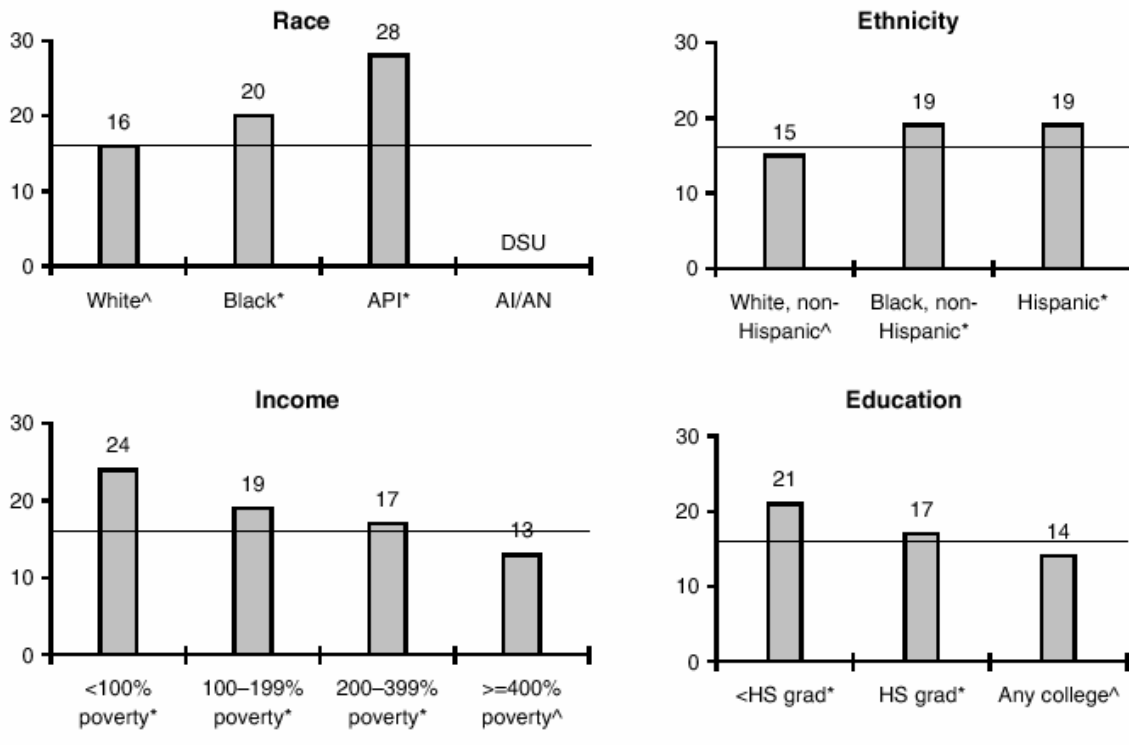 Race
30
20
10
0
16
20
28
DSU
White^
Black*
API*
AI/AN
Ethnicity
30
20
10
0
15
19
19
White, non-
Hispanic^
Black, non-
Hispanic*
Hispanic*
Income
30
20
10
0
24
19
17
13
<100%
poverty*
100–199%
poverty*
200–399%
poverty*
>=400%
poverty^
Education
30
20
10
0
21
17
14
<HS grad*
HS grad*
Any college^